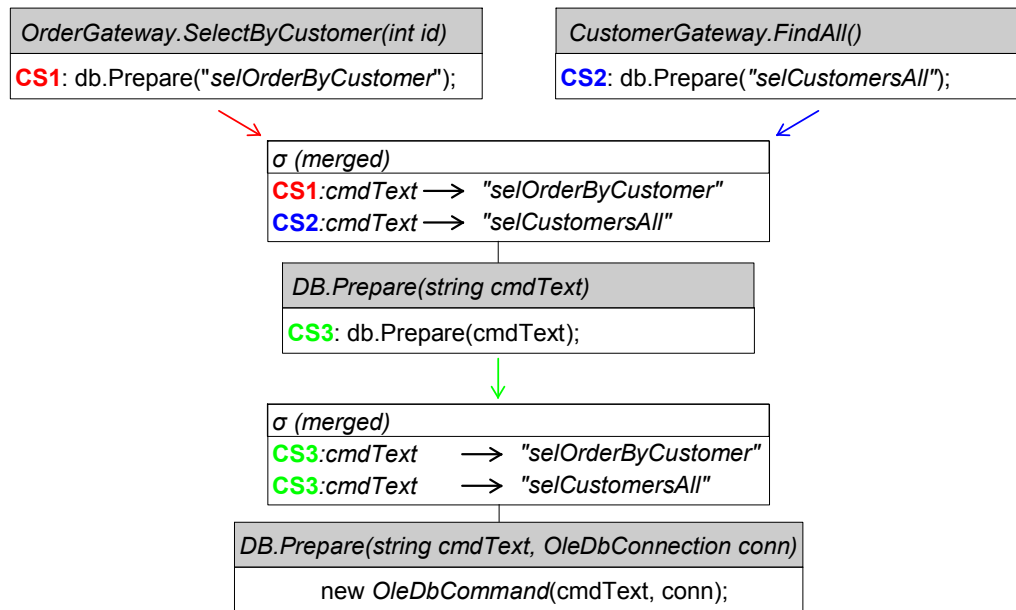 OrderGateway.SelectByCustomer(int id)
CS1: db.Prepare("selOrderByCustomer");
CustomerGateway.FindAll()
CS2: db.Prepare("selCustomersAll");
σ (merged)
CS1:cmdText → "selOrderByCustomer"
CS2:cmdText → "selCustomersAll"
DB.Prepare(string cmdText)
CS3: db.Prepare(cmdText);
σ (merged)
CS3:cmdText → "selOrderByCustomer"
CS3:cmdText → "selCustomersAll"
DB.Prepare(string cmdText, OleDbConnection conn)
new OleDbCommand(cmdText, conn);